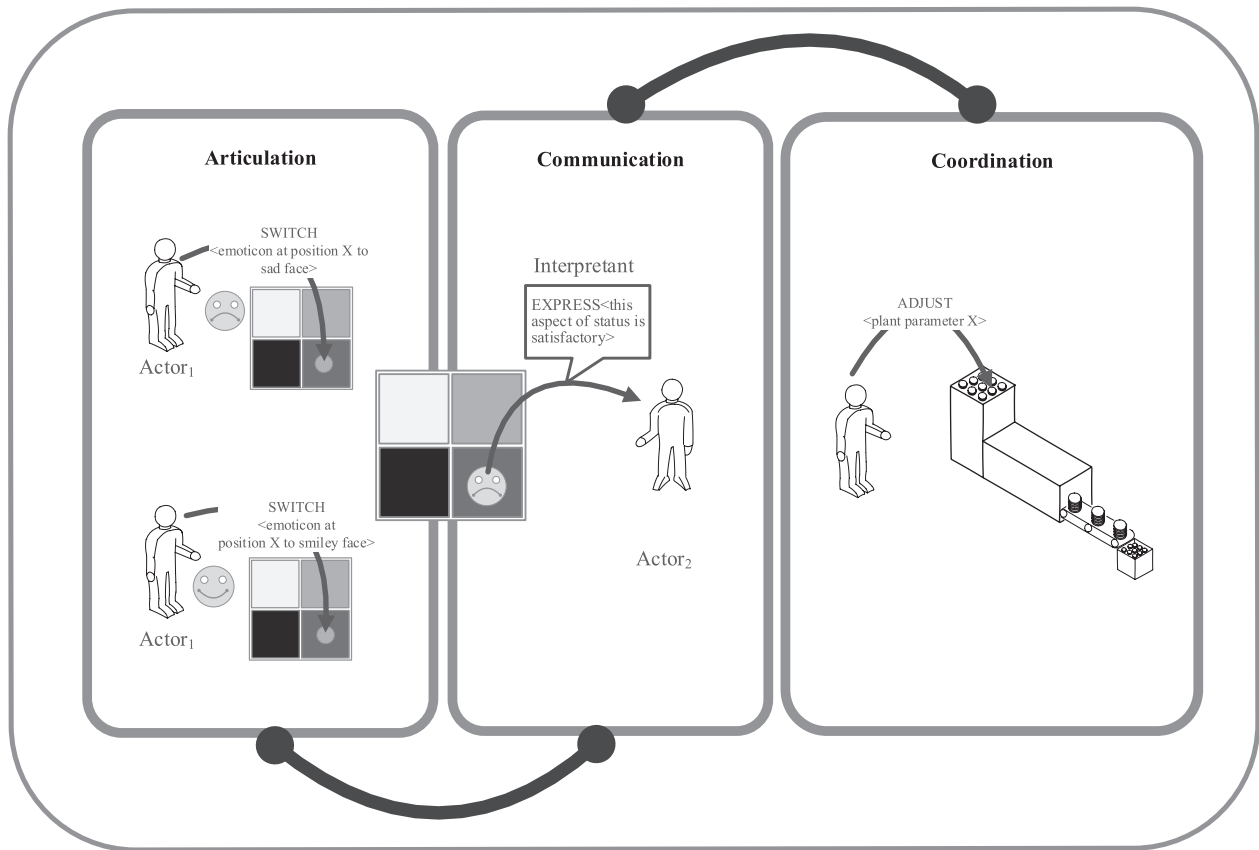 Articulation
SWITCH
<emoticon at position X to
sad face>
Actor1
SWITCH
<emoticon at
position X to smiley face>
Actor1
Communication
Interpretant
EXPRESS<this
aspect of status is
satisfactory>
Actor2
Coordination
ADJUST
<plant parameter X>